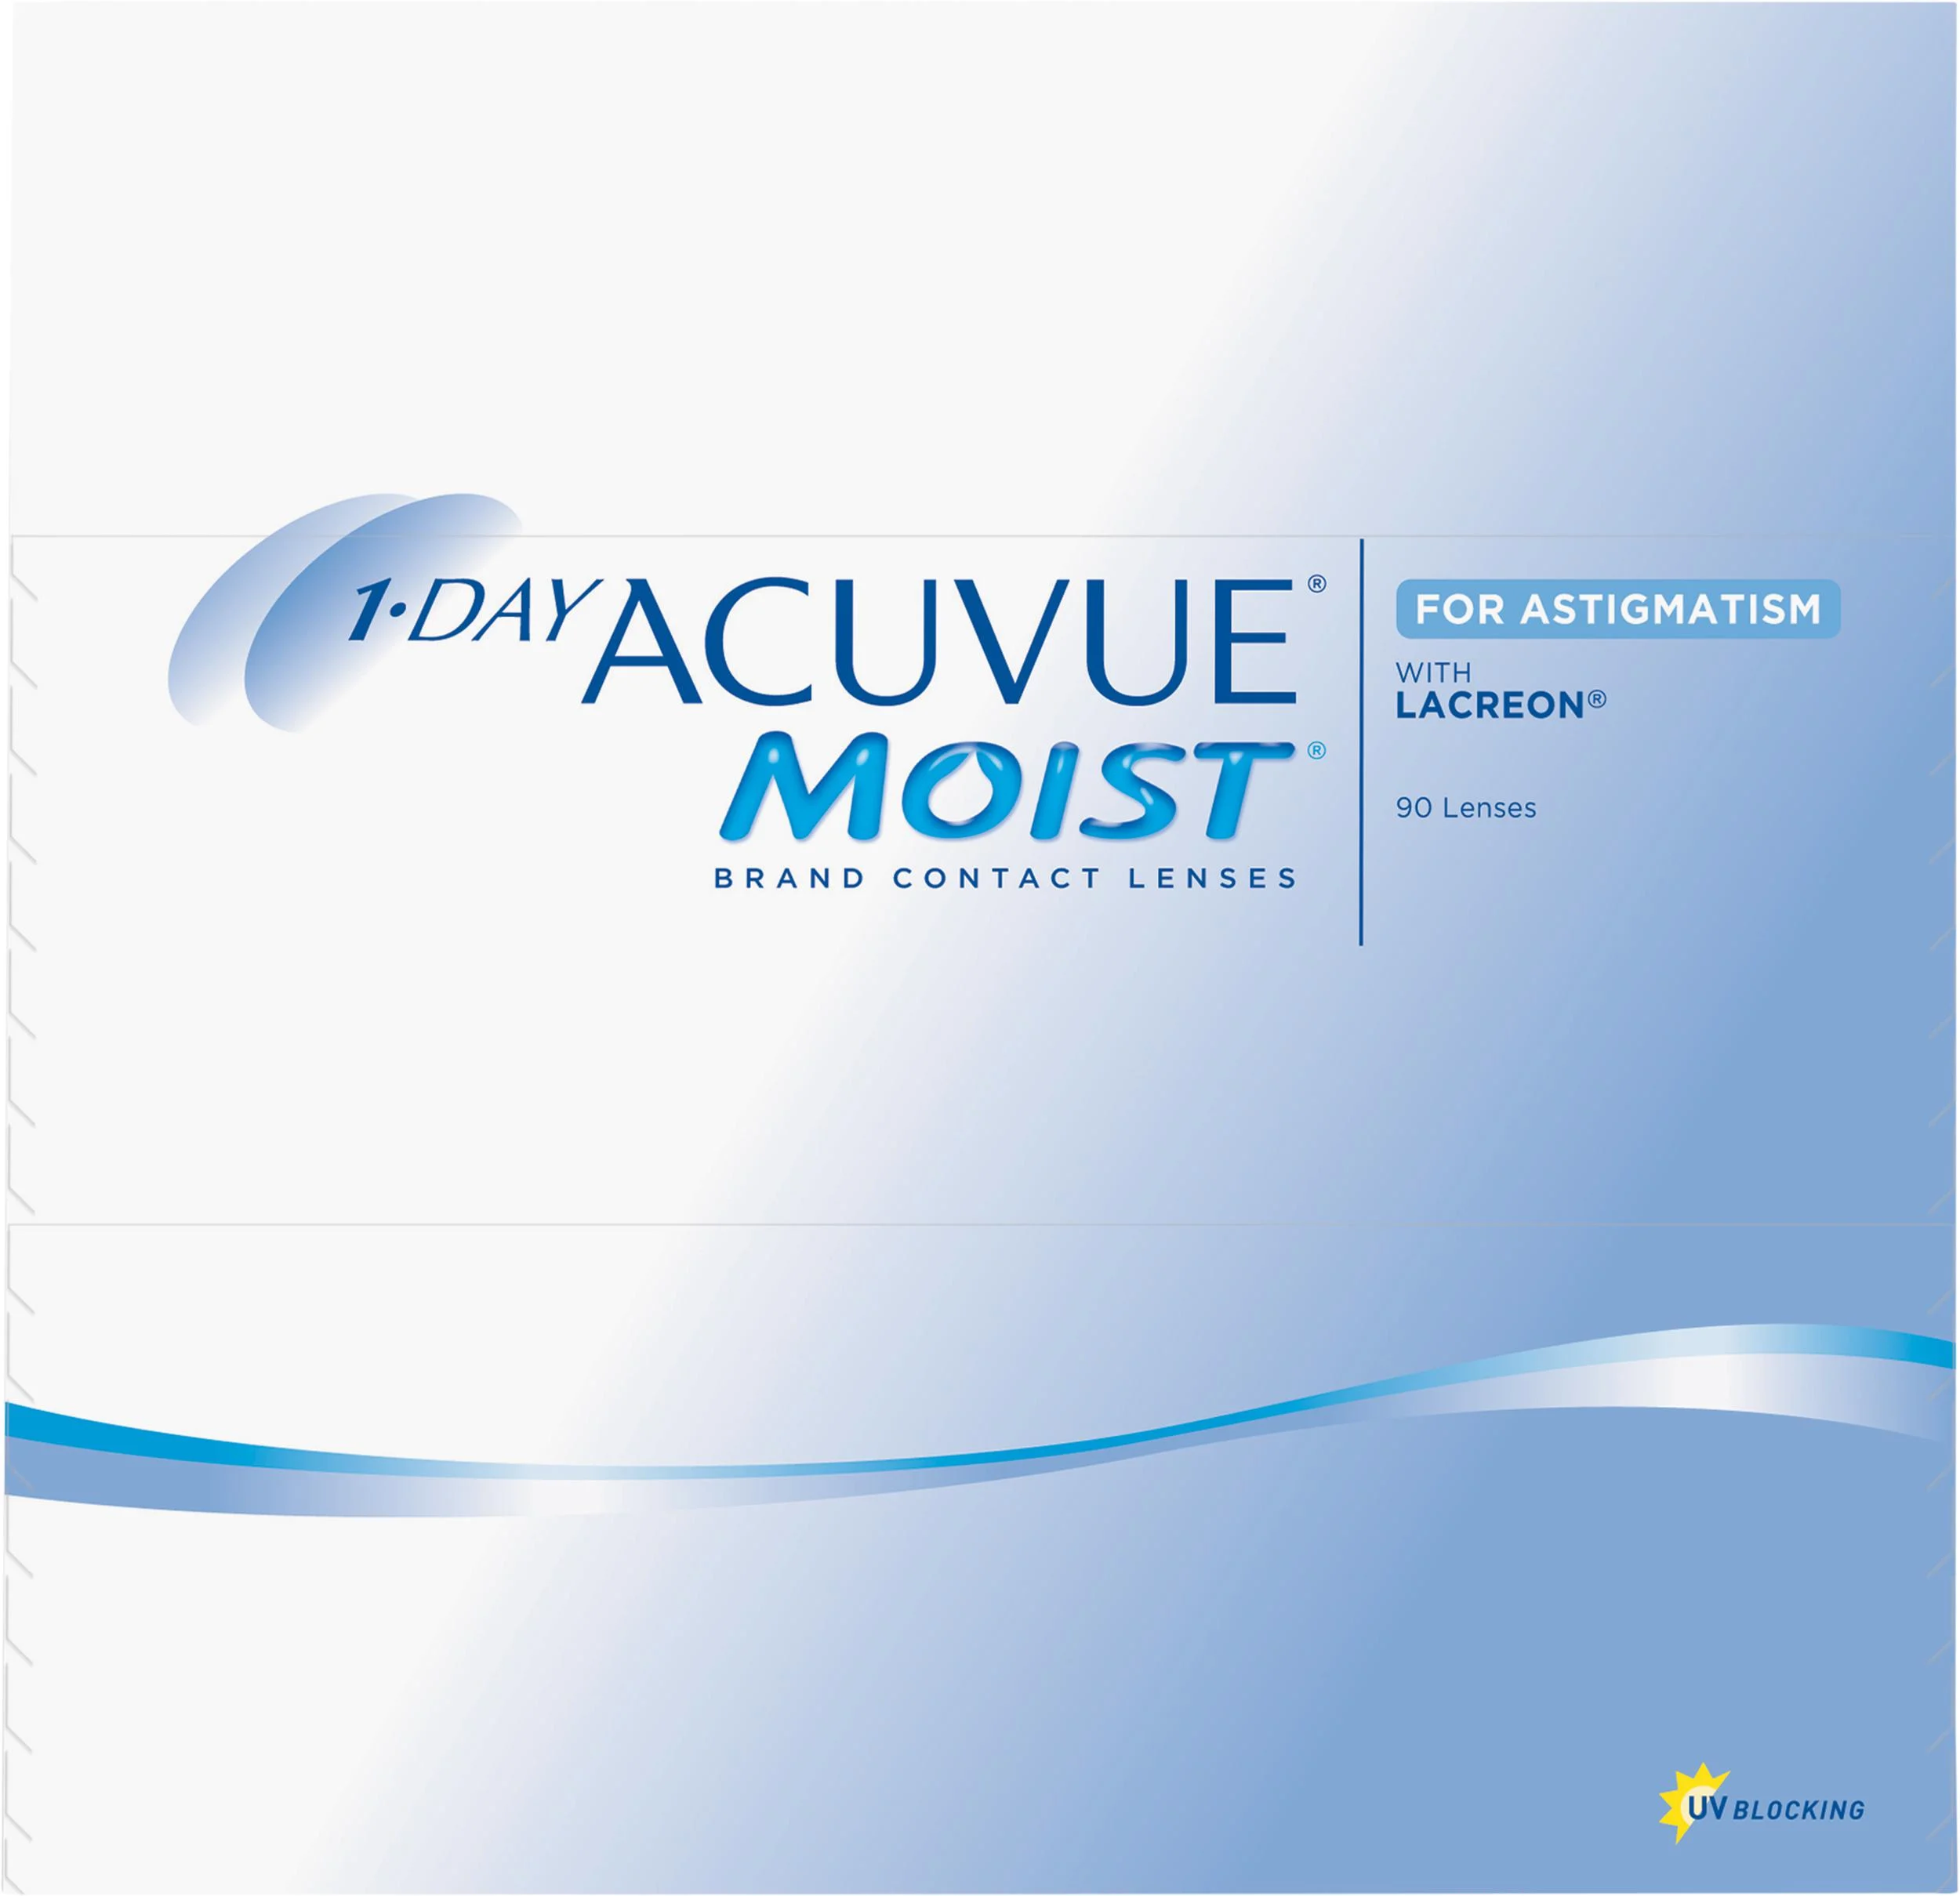 1·DAY ACUVUE®
MOIST®
BRAND CONTACT LENSES
FOR ASTIGMATISM
WITH
LACREON®
90 Lenses
UV BLOCKING